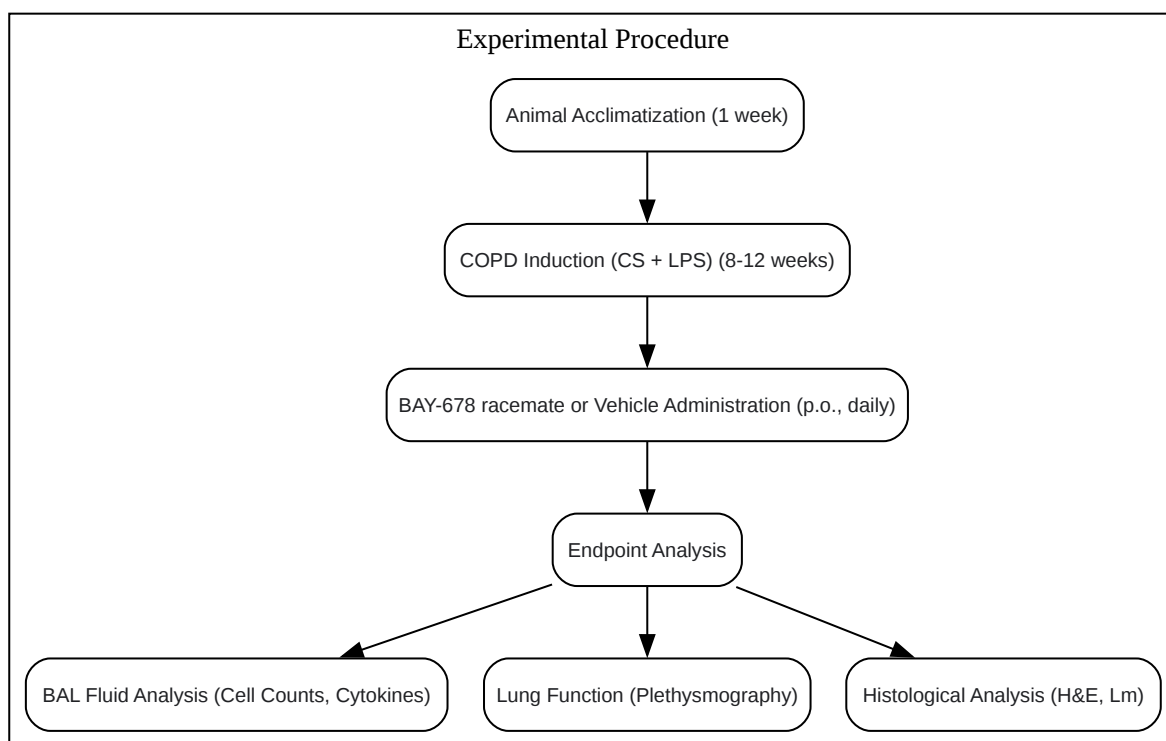 Experimental Procedure
Animal Acclimatization (1 week)
COPD Induction (CS + LPS) (8-12 weeks)
BAY-678 racemate or Vehicle Administration (p.o., daily)
Endpoint Analysis
BAL Fluid Analysis (Cell Counts, Cytokines)
Lung Function (Plethysmography)
Histological Analysis (H&E, Lm)